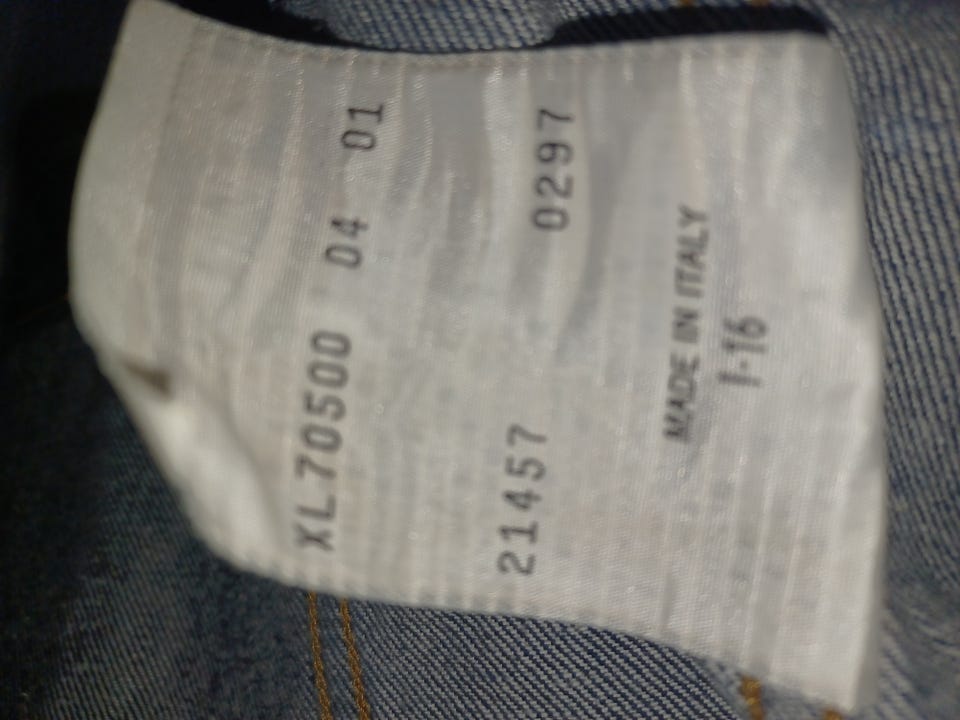 XL70500 04 01
21457 0297
MADE IN ITALY
I-16